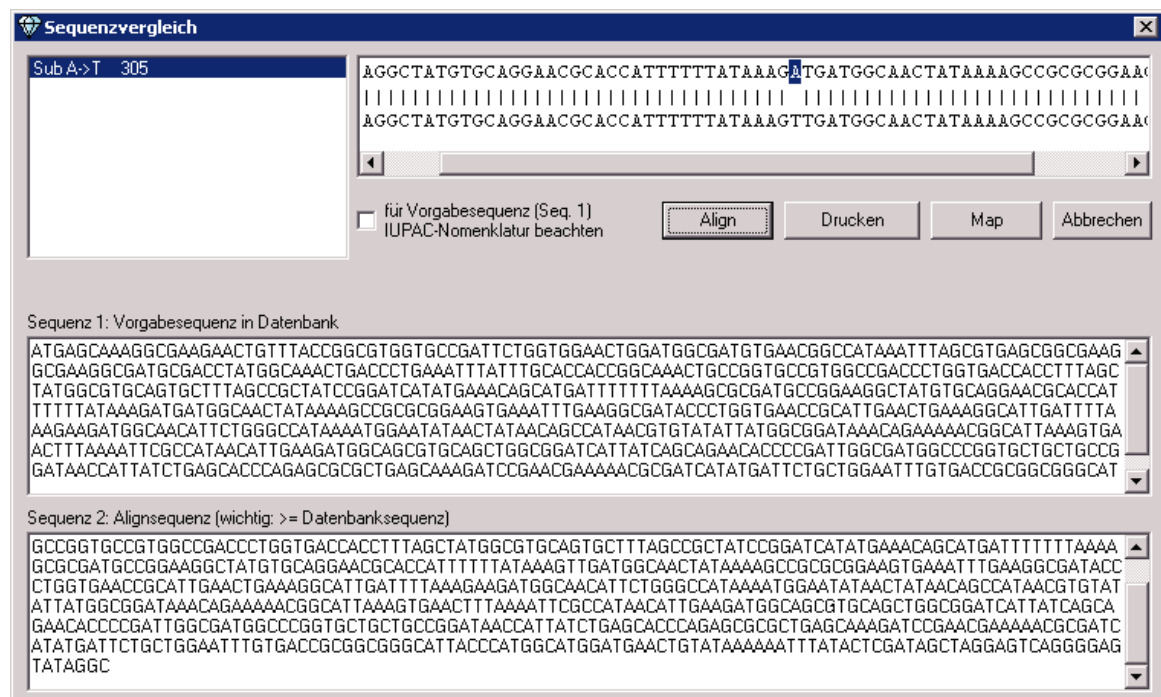 Sequenzvergleich
Sub A->T 305
AGGCTATGTGCAGGAACGCACCATTTTTTATAAAGATGATGGCAACTATAAAAGCCGCGCGGAAG
AGGCTATGTGCAGGAACGCACCATTTTTTATAAAGTTGATGGCAACTATAAAAGCCGCGCGGAAG
für Vorgabesequenz (Seq. 1)
IUPAC-Nomenklatur beachten
Align
Drucken
Map
Abbrechen
Sequenz 1: Vorgabesequenz in Datenbank
ATGAGCAAAGGCGAAGAACTGTTTACCGGCGTGGTGCCGATTCTGGTGGAACTGGATGGCGATGTGAACGGCCATAAATTTAGCGTGAGCGGCGAAG
GCGAAGGCGATGCGACCTATGGCAAACTGACCCTGAAATTTATTTGCACCACCGGCAAACTGCCGGTGCCGTGGCCGACCCTGGTGACCACCTTTAGC
TATGGCGTGCAGTGCTTTAGCCGCTATCCGGATCATATGAAACAGCATGATTTTTTTAAAAGCGCGATGCCGGAAGGCTATGTGCAGGAACGCACCAT
TTTTTATAAAGATGATGGCAACTATAAAAGCCGCGCGGAAGTGAAATTTGAAGGCGATACCCTGGTGAACCGCATTGAACTGAAAGGCATTGATTTTA
AAGAAGATGGCAACATTCTGGGCCATAAAATGGAATATAACTATAACAGCCATAACGTGTATATTATGGCGGATAAACAGAAAAACGGCATTAAAGTGA
ACTTTAAAATTCGCCATAACATTGAAGATGGCAGCGTGCAGCTGGCGGATCATTATCAGCAGAACACCCCGATTGGCGATGGCCCGGTGCTGCTGCCG
GATAACCATTATCTGAGCACCCAGAGCGCGCTGAGCAAAGATCCGAACGAAAAACGCGATCATATGATTCTGCTGGAATTTGTGACCGCGGCGGGCAT
Sequenz 2: Alignsequenz (wichtig: >= Datenbanksequenz)
GCCGGTGCCGTGGCCGACCCTGGTGACCACCTTTAGCTATGGCGTGCAGTGCTTTAGCCGCTATCCGGATCATATGAAACAGCATGATTTTTTTAAAA
GCGCGATGCCGGAAGGCTATGTGCAGGAACGCACCATTTTTTATAAAGTTGATGGCAACTATAAAAGCCGCGCGGAAGTGAAATTTGAAGGCGATACC
CTGGTGAACCGCATTGAACTGAAAGGCATTGATTTTAAAGAAGATGGCAACATTCTGGGCCATAAAATGGAATATAACTATAACAGCCATAACGTGTAT
ATTATGGCGGATAAACAGAAAAACGGCATTAAAGTGAACTTTAAAATTCGCCATAACATTGAAGATGGCAGCGTGCAGCTGGCGGATCATTATCAGCA
GAACACCCCGATTGGCGATGGCCCGGTGCTGCTGCCGGATAACCATTATCTGAGCACCCAGAGCGCGCTGAGCAAAGATCCGAACGAAAAACGCGATC
ATATGATTCTGCTGGAATTTGTGACCGCGGCGGGCATTACCCATGGCATGGATGAACTGTATAAAAAATTTATACTCGATAGCTAGGAGTCAGGGGAG
TATAGGC